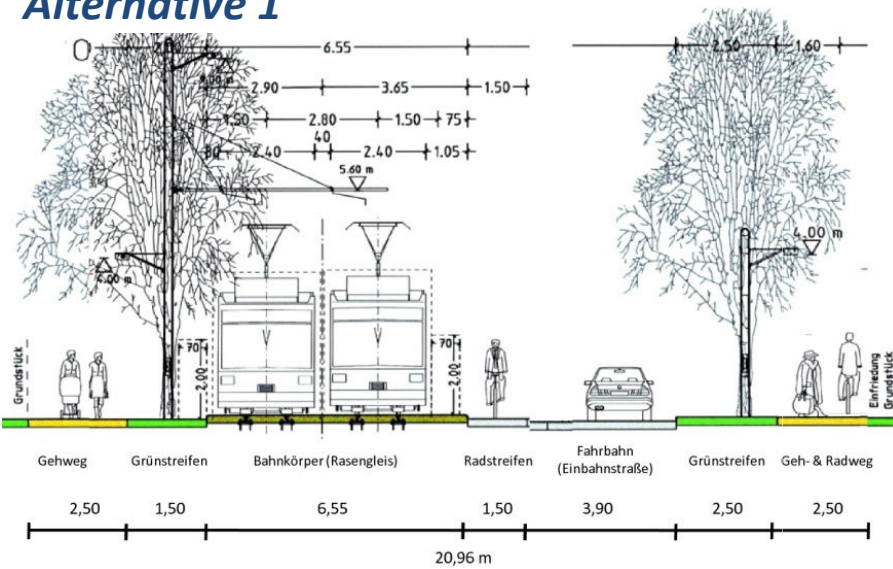 Alternative 1
6.55
2.50
1.60
2.90
3.65
1.50
1.50
2.80
1.50
75
40
80
2.40
2.40
1.05
5.60 m
4.00 m
4.00 m
70
70
2.00
2.00
Grundstück
Einfriedung
Grundstück
Gehweg
Grünstreifen
Bahnkörper (Rasengleis)
Radstreifen
Fahrbahn
(Einbahnstraße)
Grünstreifen
Geh- & Radweg
2,50
1,50
6,55
1,50
3,90
2,50
2,50
20,96 m